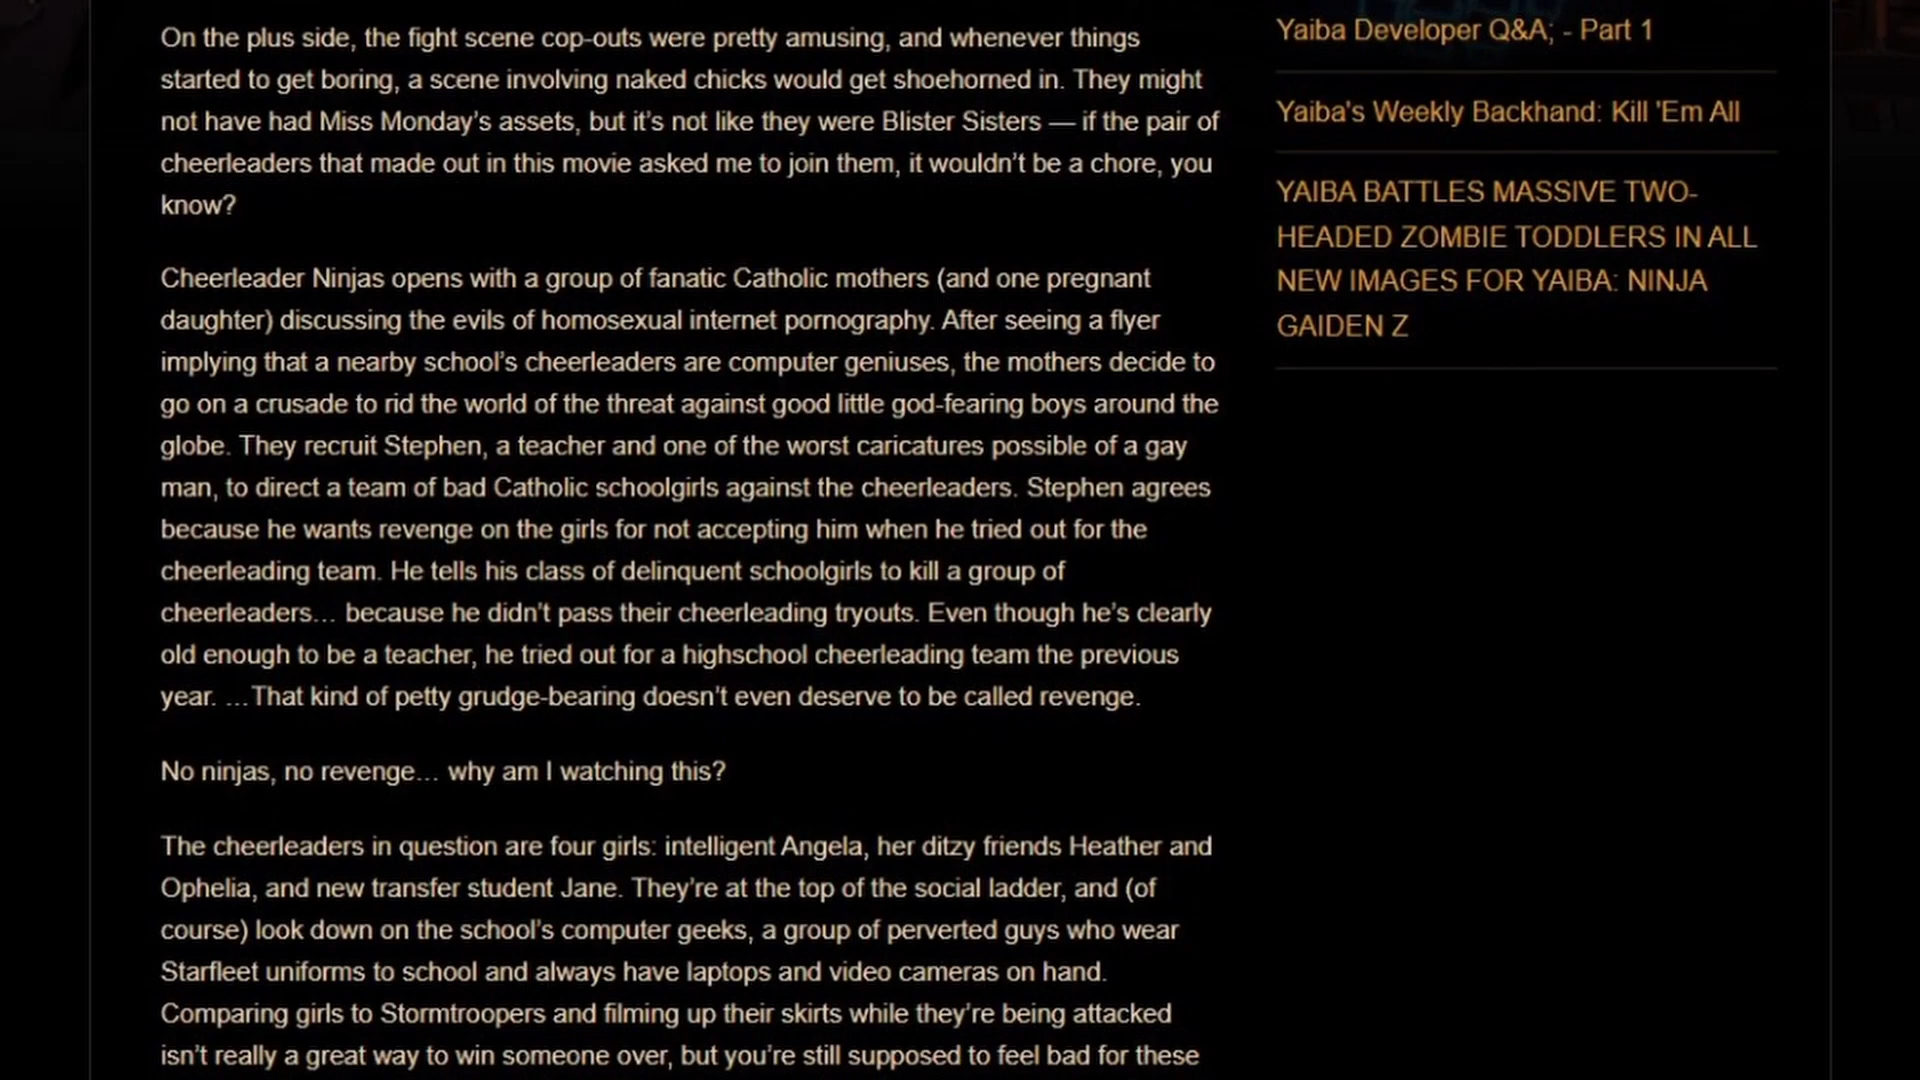 On the plus side, the fight scene cop-outs were pretty amusing, and whenever things
started to get boring, a scene involving naked chicks would get shoehorned in. They might
not have had Miss Monday’s assets, but it’s not like they were Blister Sisters — if the pair of
cheerleaders that made out in this movie asked me to join them, it wouldn’t be a chore, you
know?
Cheerleader Ninjas opens with a group of fanatic Catholic mothers (and one pregnant
daughter) discussing the evils of homosexual internet pornography. After seeing a flyer
implying that a nearby school’s cheerleaders are computer geniuses, the mothers decide to
go on a crusade to rid the world of the threat against good little god-fearing boys around the
globe. They recruit Stephen, a teacher and one of the worst caricatures possible of a gay
man, to direct a team of bad Catholic schoolgirls against the cheerleaders. Stephen agrees
because he wants revenge on the girls for not accepting him when he tried out for the
cheerleading team. He tells his class of delinquent schoolgirls to kill a group of
cheerleaders… because he didn’t pass their cheerleading tryouts. Even though he’s clearly
old enough to be a teacher, he tried out for a highschool cheerleading team the previous
year. …That kind of petty grudge-bearing doesn’t even deserve to be called revenge.
No ninjas, no revenge… why am I watching this?
The cheerleaders in question are four girls: intelligent Angela, her ditzy friends Heather and
Ophelia, and new transfer student Jane. They’re at the top of the social ladder, and (of
course) look down on the school’s computer geeks, a group of perverted guys who wear
Starfleet uniforms to school and always have laptops and video cameras on hand.
Comparing girls to Stormtroopers and filming up their skirts while they’re being attacked
isn’t really a great way to win someone over, but you’re still supposed to feel bad for these
Yaiba Developer Q&A; - Part 1
Yaiba's Weekly Backhand: Kill 'Em All
YAIBA BATTLES MASSIVE TWO-
HEADED ZOMBIE TODDLERS IN ALL
NEW IMAGES FOR YAIBA: NINJA
GAIDEN Z